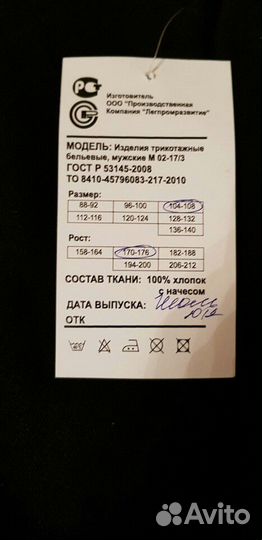 Изготовитель
ООО "Производственная
Компания "Легпромразвитие"
МОДЕЛЬ: Изделия трикотажные
бельевые, мужские М 02-17/3
ГОСТ Р 53145-2008
ТО 8410-45796083-217-2010
Размер:
88-92 96-100 104-108
112-116 120-124 128-132
136-140
Рост:
158-164 170-176 182-188
194-200 206-212
СОСТАВ ТКАНИ: 100% хлопок
с начесом
ДАТА ВЫПУСКА:
ОТК
Avito